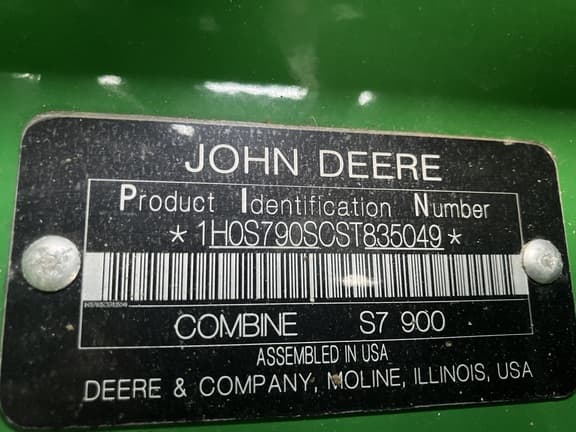 JOHN DEERE
Product Identification Number
*1H0S790SCST835049*
COMBINE S7 900
ASSEMBLED IN USA
DEERE & COMPANY, MOLINE, ILLINOIS, USA